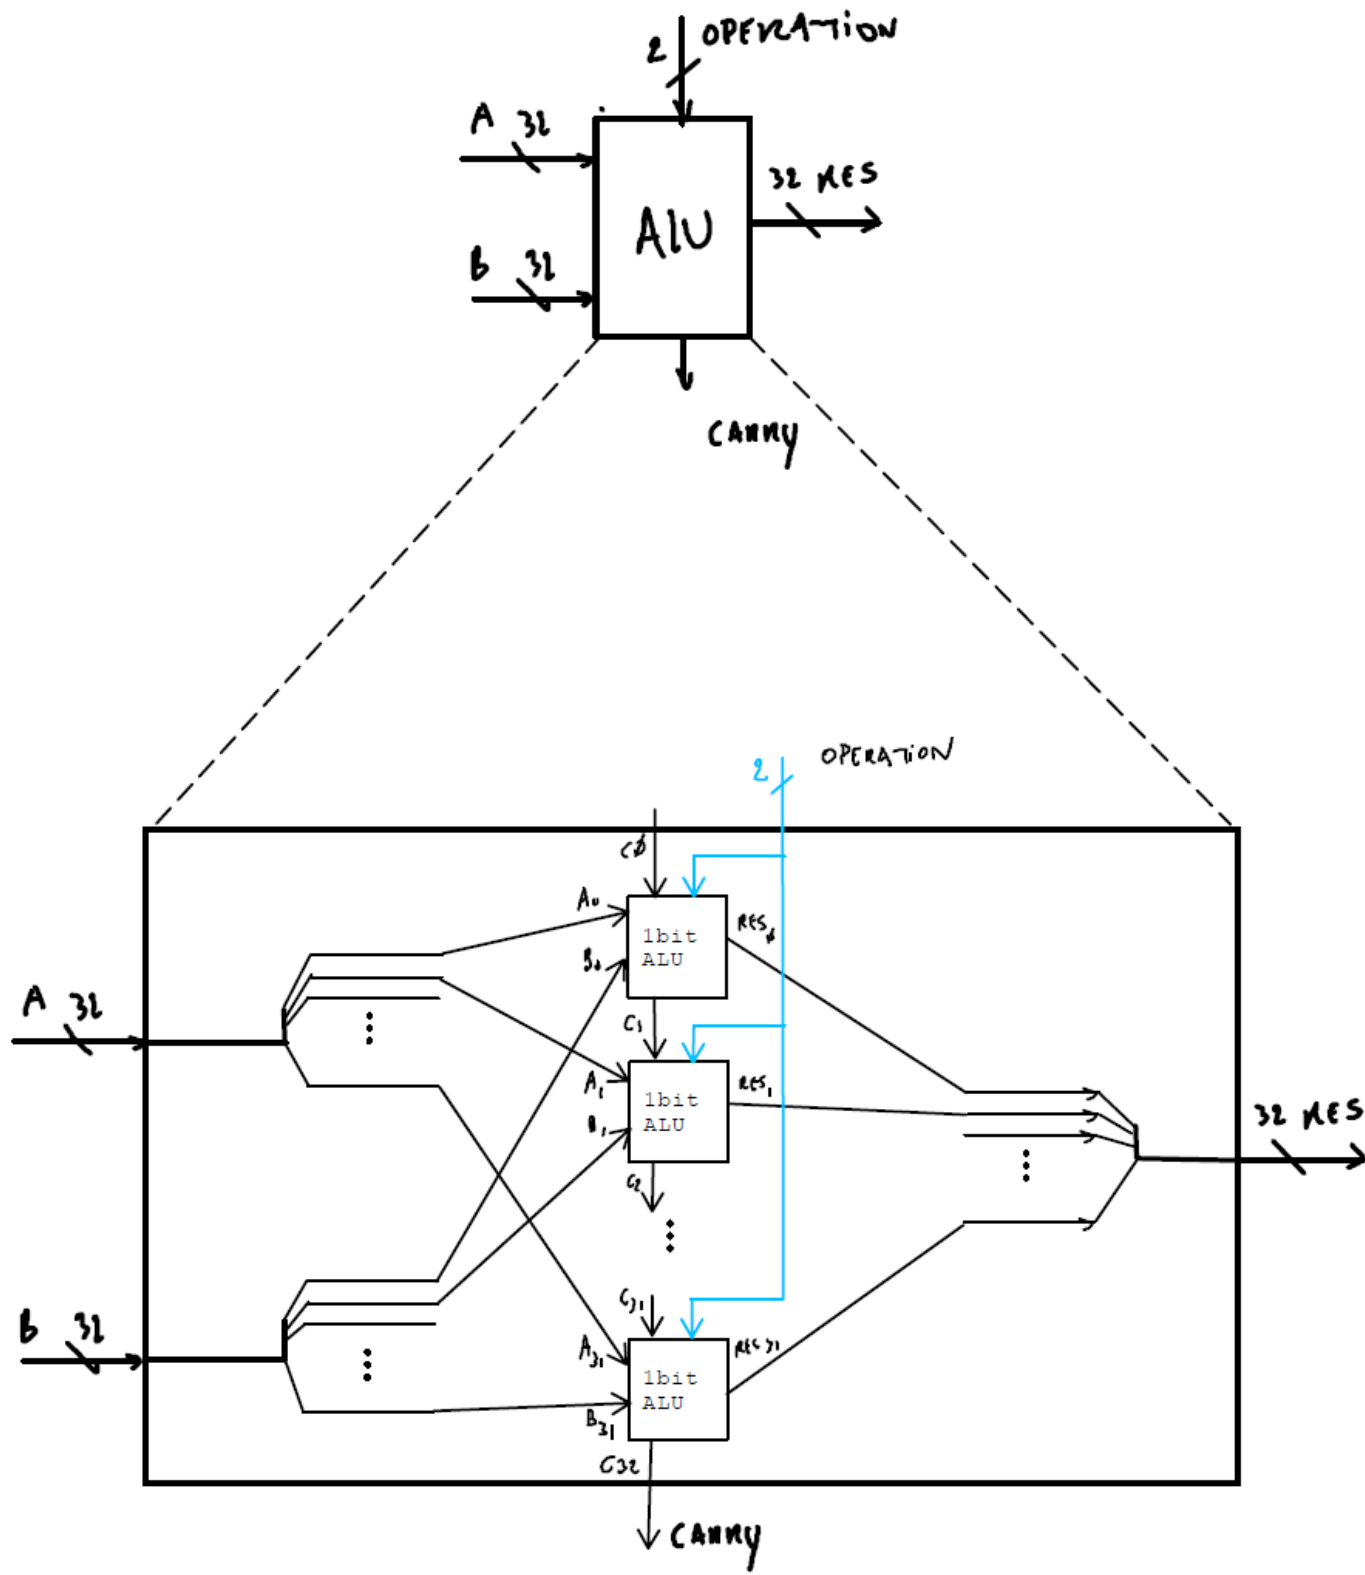 2 OPERATION
A 32
32 RES
ALU
B 32
CARRY
2 OPERATION
C0
A0
RES0
1bit
ALU
B0
A 32
C1
A1
RES1
1bit
ALU
B1
32 RES
C2
C31
B 32
A31
RES31
1bit
ALU
B31
C32
CARRY